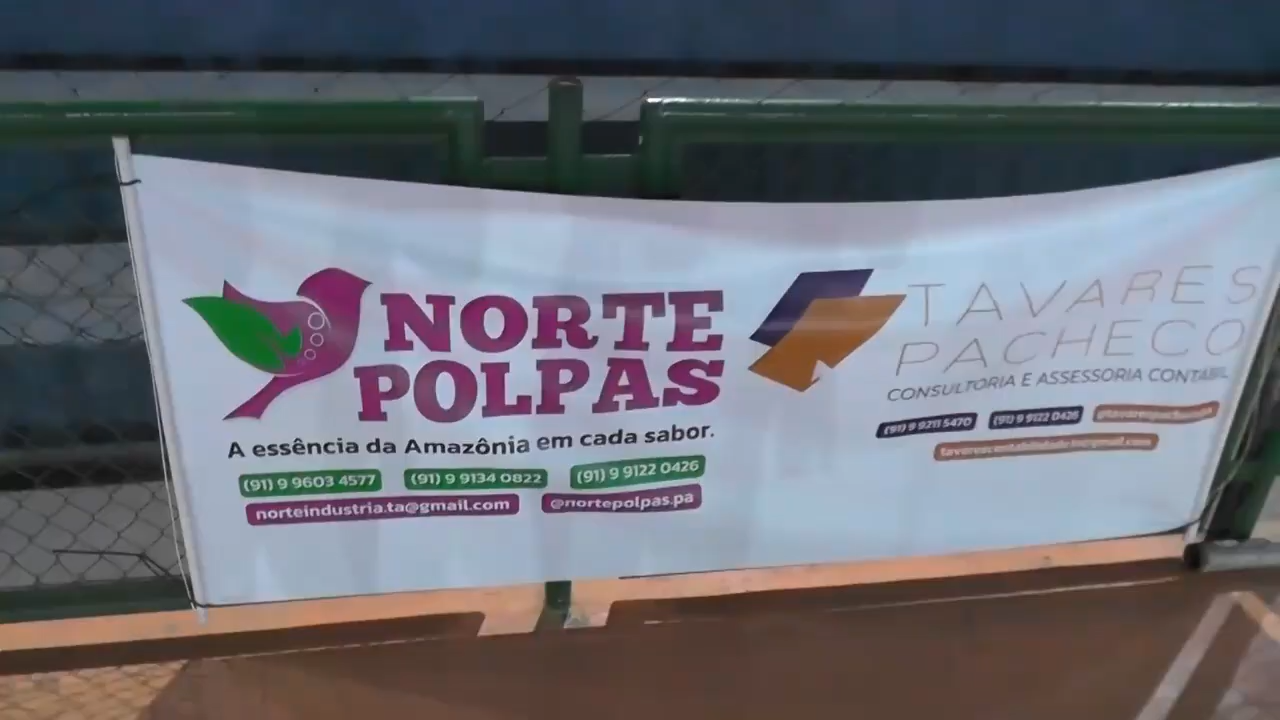 NORTE
POLPAS
A essência da Amazônia em cada sabor.
(91) 9 9603 4577 (91) 9 9134 0822 (91) 9 9122 0426
norteindustria.ta@gmail.com @nortepolpas.pa
TAVARES
PACHECO
CONSULTORIA E ASSESSORIA CONTÁBIL
(91) 9 9211 5470 (91) 9 9122 0426